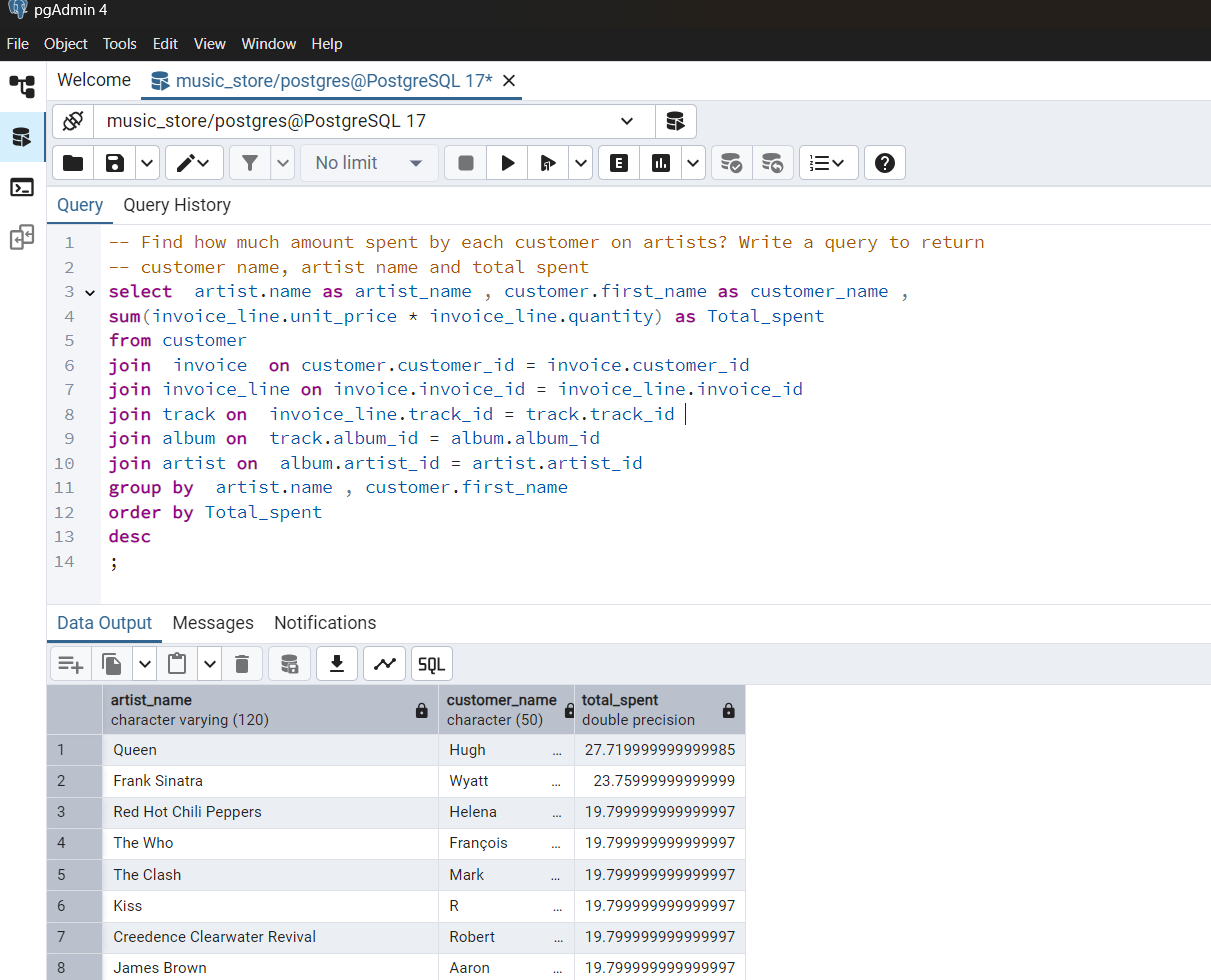 pgAdmin 4
File Object Tools Edit View Window Help
Welcome music_store/postgres@PostgreSQL 17*
music_store/postgres@PostgreSQL 17
No limit
E
Query Query History
1 -- Find how much amount spent by each customer on artists? Write a query to return
2 -- customer name, artist name and total spent
3 select artist.name as artist_name , customer.first_name as customer_name ,
4 sum(invoice_line.unit_price * invoice_line.quantity) as Total_spent
5 from customer
6 join invoice on customer.customer_id = invoice.customer_id
7 join invoice_line on invoice.invoice_id = invoice_line.invoice_id
8 join track on invoice_line.track_id = track.track_id
9 join album on track.album_id = album.album_id
10 join artist on album.artist_id = artist.artist_id
11 group by artist.name , customer.first_name
12 order by Total_spent
13 desc
14 ;
Data Output Messages Notifications
SQL
artist_name customer_name total_spent
character varying (120) character (50) double precision
1 Queen Hugh ... 27.719999999999985
2 Frank Sinatra Wyatt ... 23.75999999999999
3 Red Hot Chili Peppers Helena ... 19.799999999999997
4 The Who François ... 19.799999999999997
5 The Clash Mark ... 19.799999999999997
6 Kiss R ... 19.799999999999997
7 Creedence Clearwater Revival Robert ... 19.799999999999997
8 James Brown Aaron ... 19.799999999999997